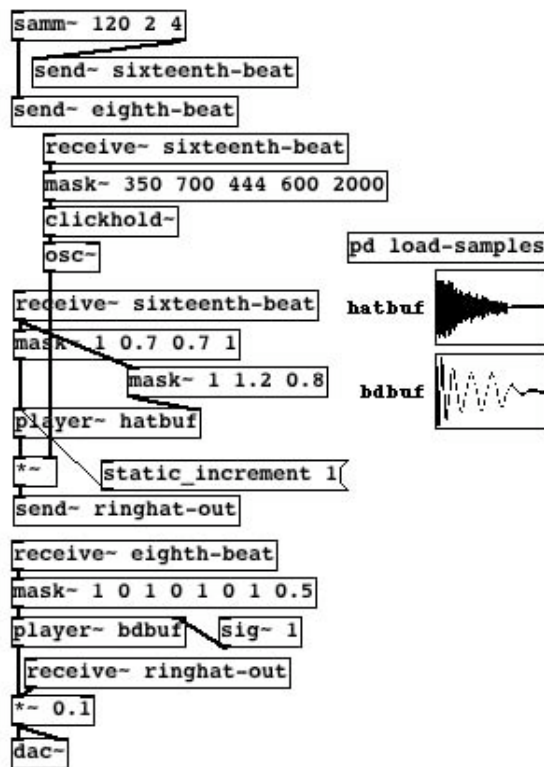 samm~ 120 2 4
send~ sixteenth-beat
send~ eighth-beat
receive~ sixteenth-beat
mask~ 350 700 444 600 2000
clickhold~
osc~
pd load-samples
receive~ sixteenth-beat
hatbuf
mask~ 1 0.7 0.7 1
mask~ 1 1.2 0.8
bdbuf
player~ hatbuf
*~
static_increment 1
send~ ringhat-out
receive~ eighth-beat
mask~ 1 0 1 0 1 0 1 0.5
player~ bdbuf
sig~ 1
receive~ ringhat-out
*~ 0.1
dac~